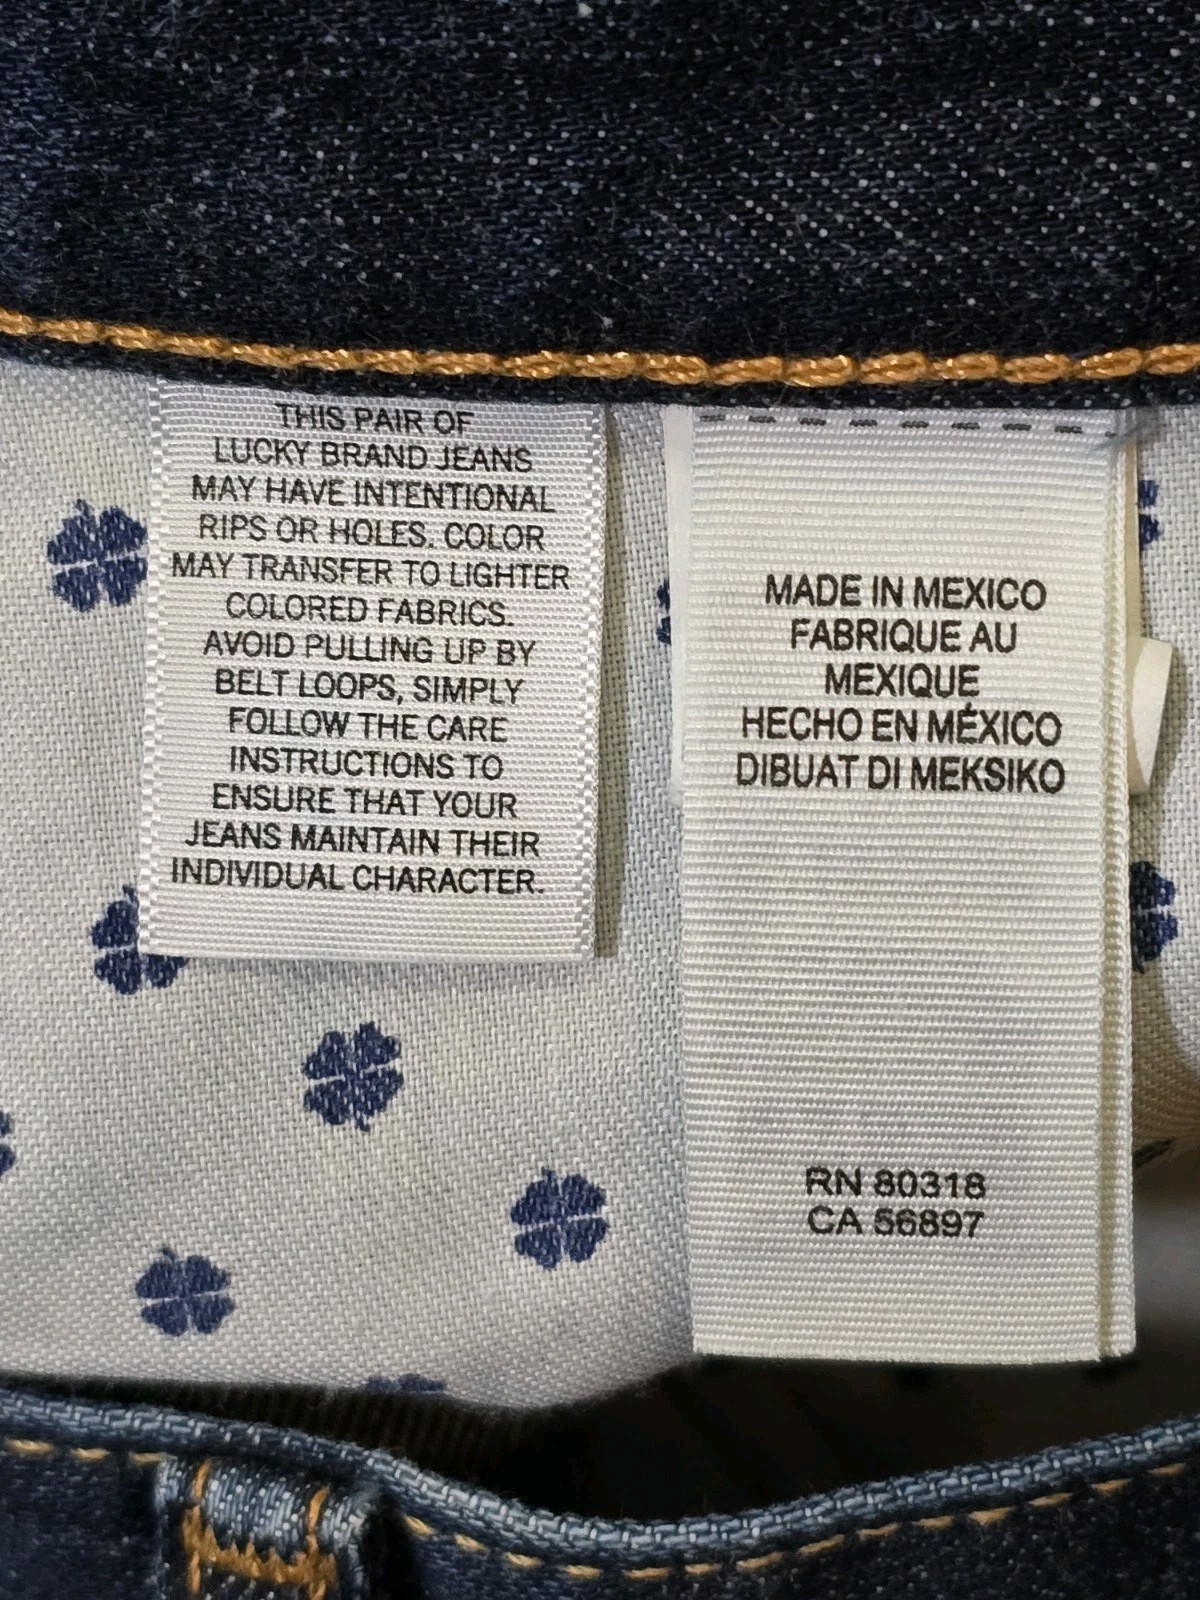 THIS PAIR OF
LUCKY BRAND JEANS
MAY HAVE INTENTIONAL
RIPS OR HOLES. COLOR
MAY TRANSFER TO LIGHTER
COLORED FABRICS.
AVOID PULLING UP BY
BELT LOOPS, SIMPLY
FOLLOW THE CARE
INSTRUCTIONS TO
ENSURE THAT YOUR
JEANS MAINTAIN THEIR
INDIVIDUAL CHARACTER.
MADE IN MEXICO
FABRIQUE AU
MEXIQUE
HECHO EN MÉXICO
DIBUAT DI MEKSIKO
RN 80318
CA 56897